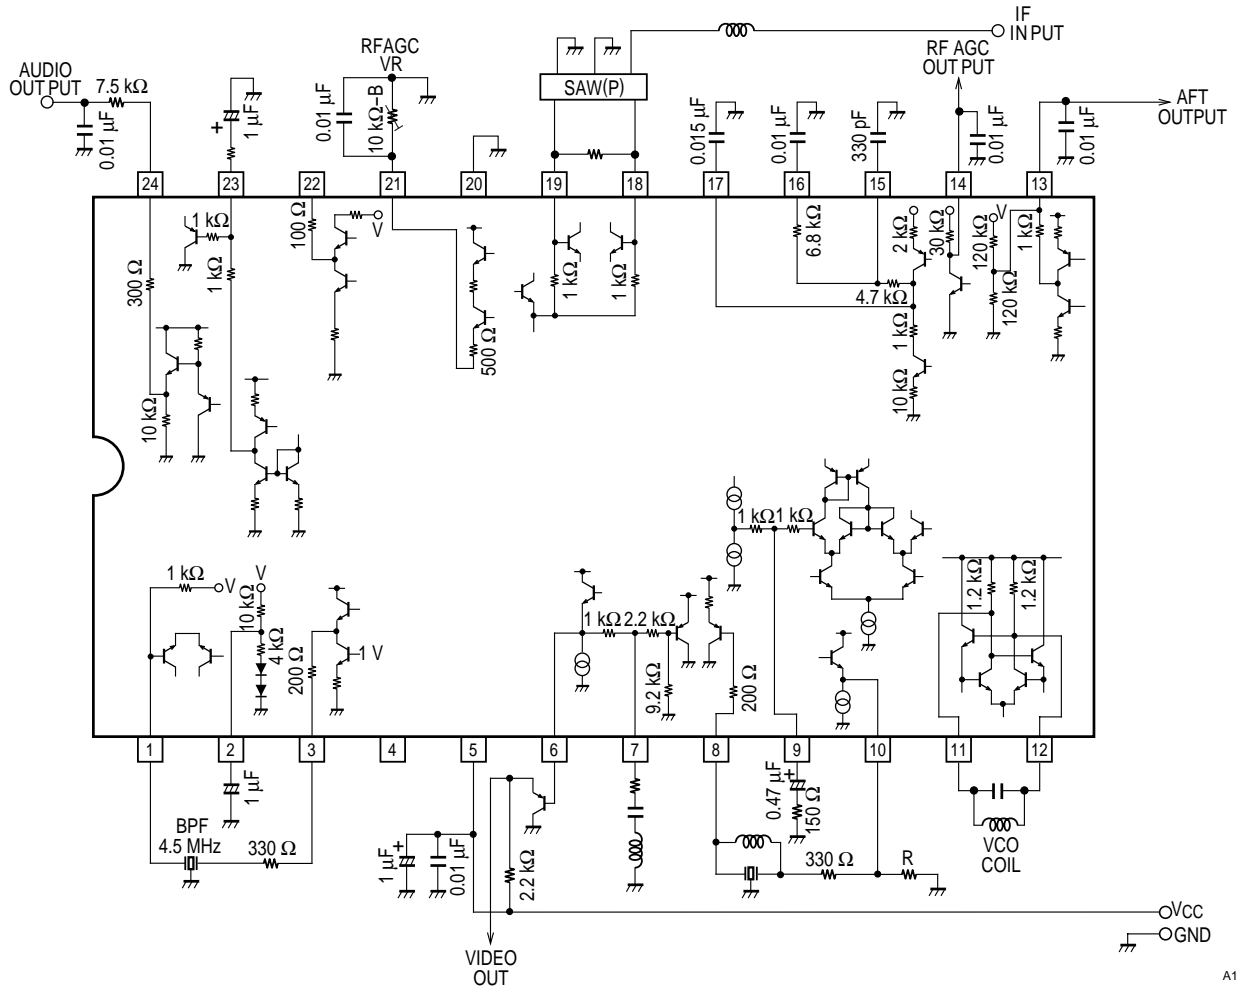 IF
INPUT
RFAGC
VR
RF AGC
OUTPUT
AUDIO
OUTPUT
7.5 kΩ
SAW(P)
AFT
OUTPUT
0.01 µF
+
1 µF
0.01 µF
10 kΩ–B
0.015 µF
0.01 µF
330 pF
0.01 µF
0.01 µF
24
23
22
21
20
19
18
17
16
15
14
13
1 kΩ
1 kΩ
300 Ω
10 kΩ
100 Ω
V
500 Ω
1 kΩ
1 kΩ
6.8 kΩ
4.7 kΩ
2 kΩ
30 kΩ
V
120 kΩ
120 kΩ
1 kΩ
1 kΩ
10 kΩ
1 kΩ
V
V
10 kΩ
4 kΩ
200 Ω
1 V
1 kΩ
2.2 kΩ
9.2 kΩ
200 Ω
1 kΩ
1 kΩ
1.2 kΩ
1.2 kΩ
1
2
3
4
5
6
7
8
9
10
11
12
1 µF
BPF
4.5 MHz
330 Ω
1 µF
+
0.01 µF
2.2 kΩ
0.47 µF
+
150 Ω
330 Ω
R
VCO
COIL
VCC
GND
VIDEO
OUT
A1